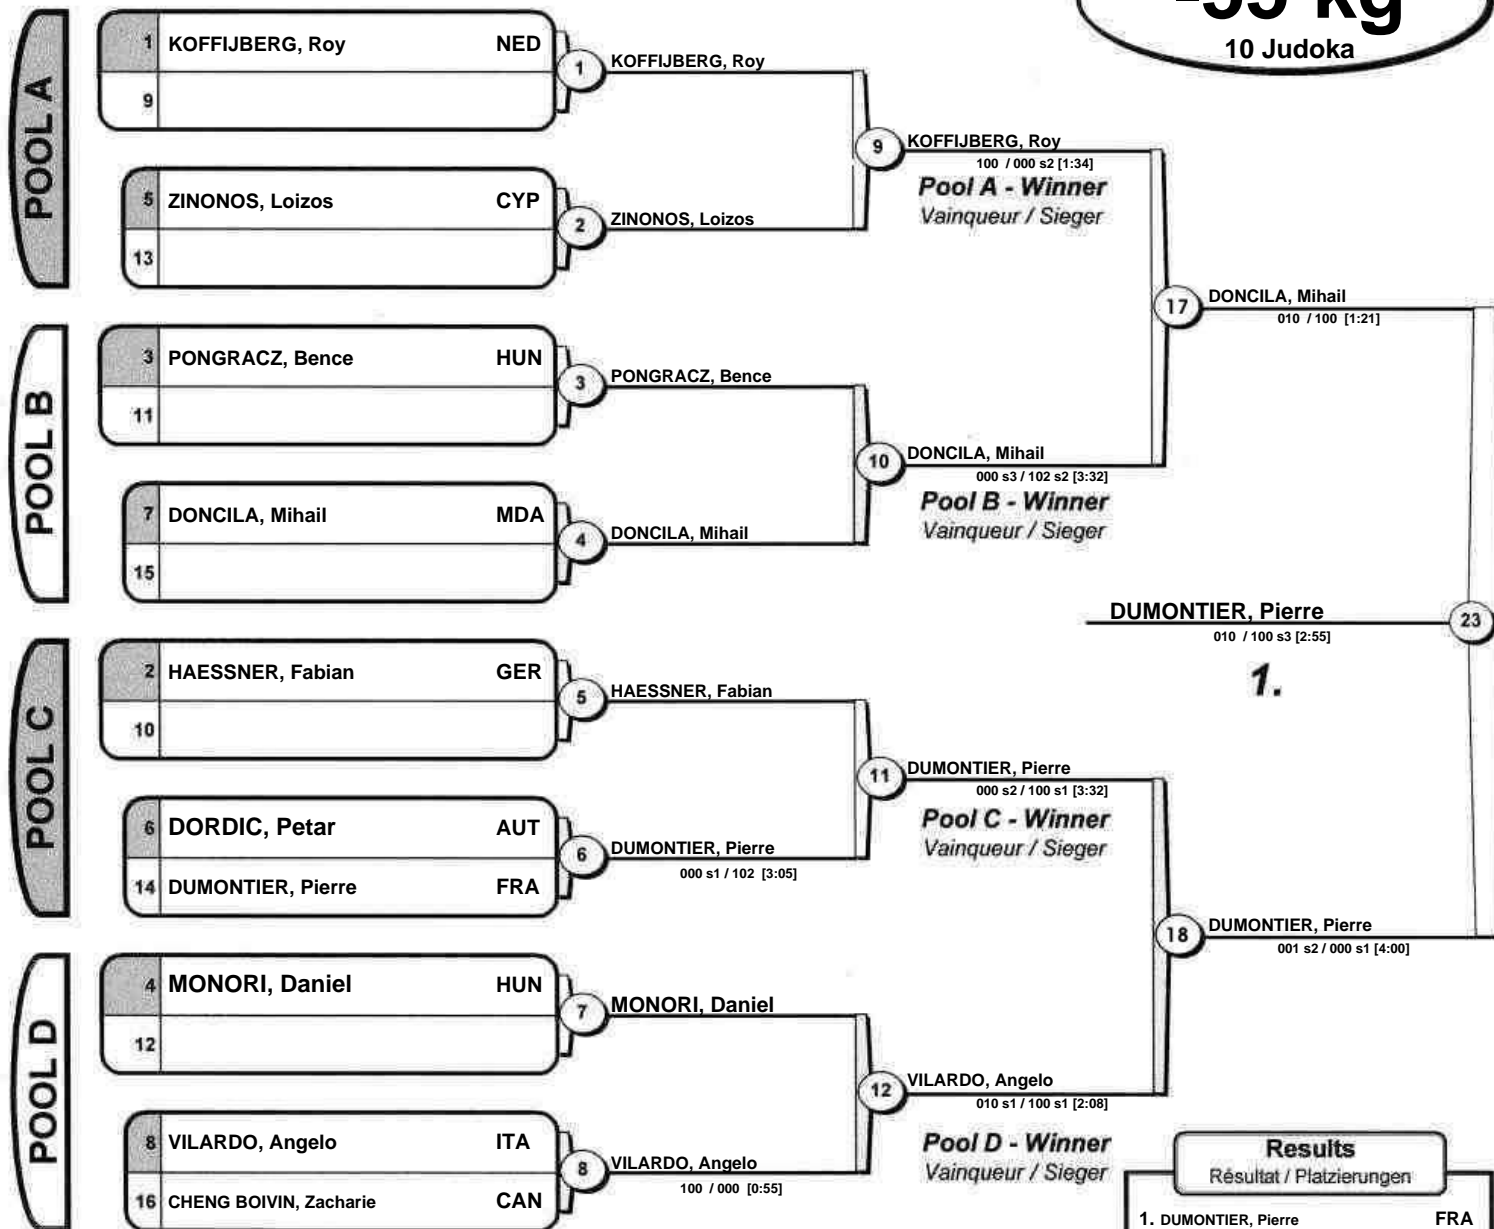 -55 kg
10 Judoka
POOL A
1 KOFFIJBERG, Roy NED
9
1 KOFFIJBERG, Roy
5 ZINONOS, Loizos CYP
13
2 ZINONOS, Loizos
9 KOFFIJBERG, Roy
100 / 000 s2 [1:34]
Pool A - Winner
Vainqueur / Sieger
17 DONCILA, Mihail
010 / 100 [1:21]
POOL B
3 PONGRACZ, Bence HUN
11
3 PONGRACZ, Bence
7 DONCILA, Mihail MDA
15
4 DONCILA, Mihail
10 DONCILA, Mihail
000 s3 / 102 s2 [3:32]
Pool B - Winner
Vainqueur / Sieger
DUMONTIER, Pierre 23
010 / 100 s3 [2:55]
1.
POOL C
2 HAESSNER, Fabian GER
10
5 HAESSNER, Fabian
6 DORDIC, Petar AUT
14 DUMONTIER, Pierre FRA
6 DUMONTIER, Pierre
000 s1 / 102 [3:05]
11 DUMONTIER, Pierre
000 s2 / 100 s1 [3:32]
Pool C - Winner
Vainqueur / Sieger
18 DUMONTIER, Pierre
001 s2 / 000 s1 [4:00]
POOL D
4 MONORI, Daniel HUN
12
7 MONORI, Daniel
8 VILARDO, Angelo ITA
16 CHENG BOIVIN, Zacharie CAN
8 VILARDO, Angelo
100 / 000 [0:55]
12 VILARDO, Angelo
010 s1 / 100 s1 [2:08]
Pool D - Winner
Vainqueur / Sieger
Results
Résultat / Platzierungen
1. DUMONTIER, Pierre FRA